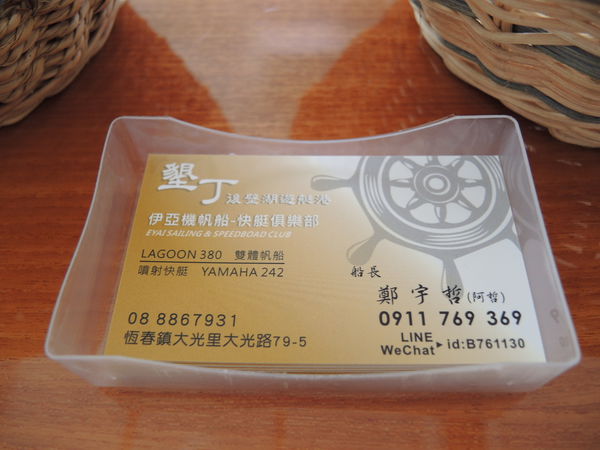 墾丁後壁湖遊艇港
伊亞機帆船-快艇俱樂部
EYAI SAILING & SPEEDBOAD CLUB
LAGOON 380 雙體帆船
噴射快艇 YAMAHA 242
船長
鄭宇哲(阿哲)
08 8867931
0911 769 369
恆春鎮大光里大光路79-5
LINE
WeChat ▸ id:B761130